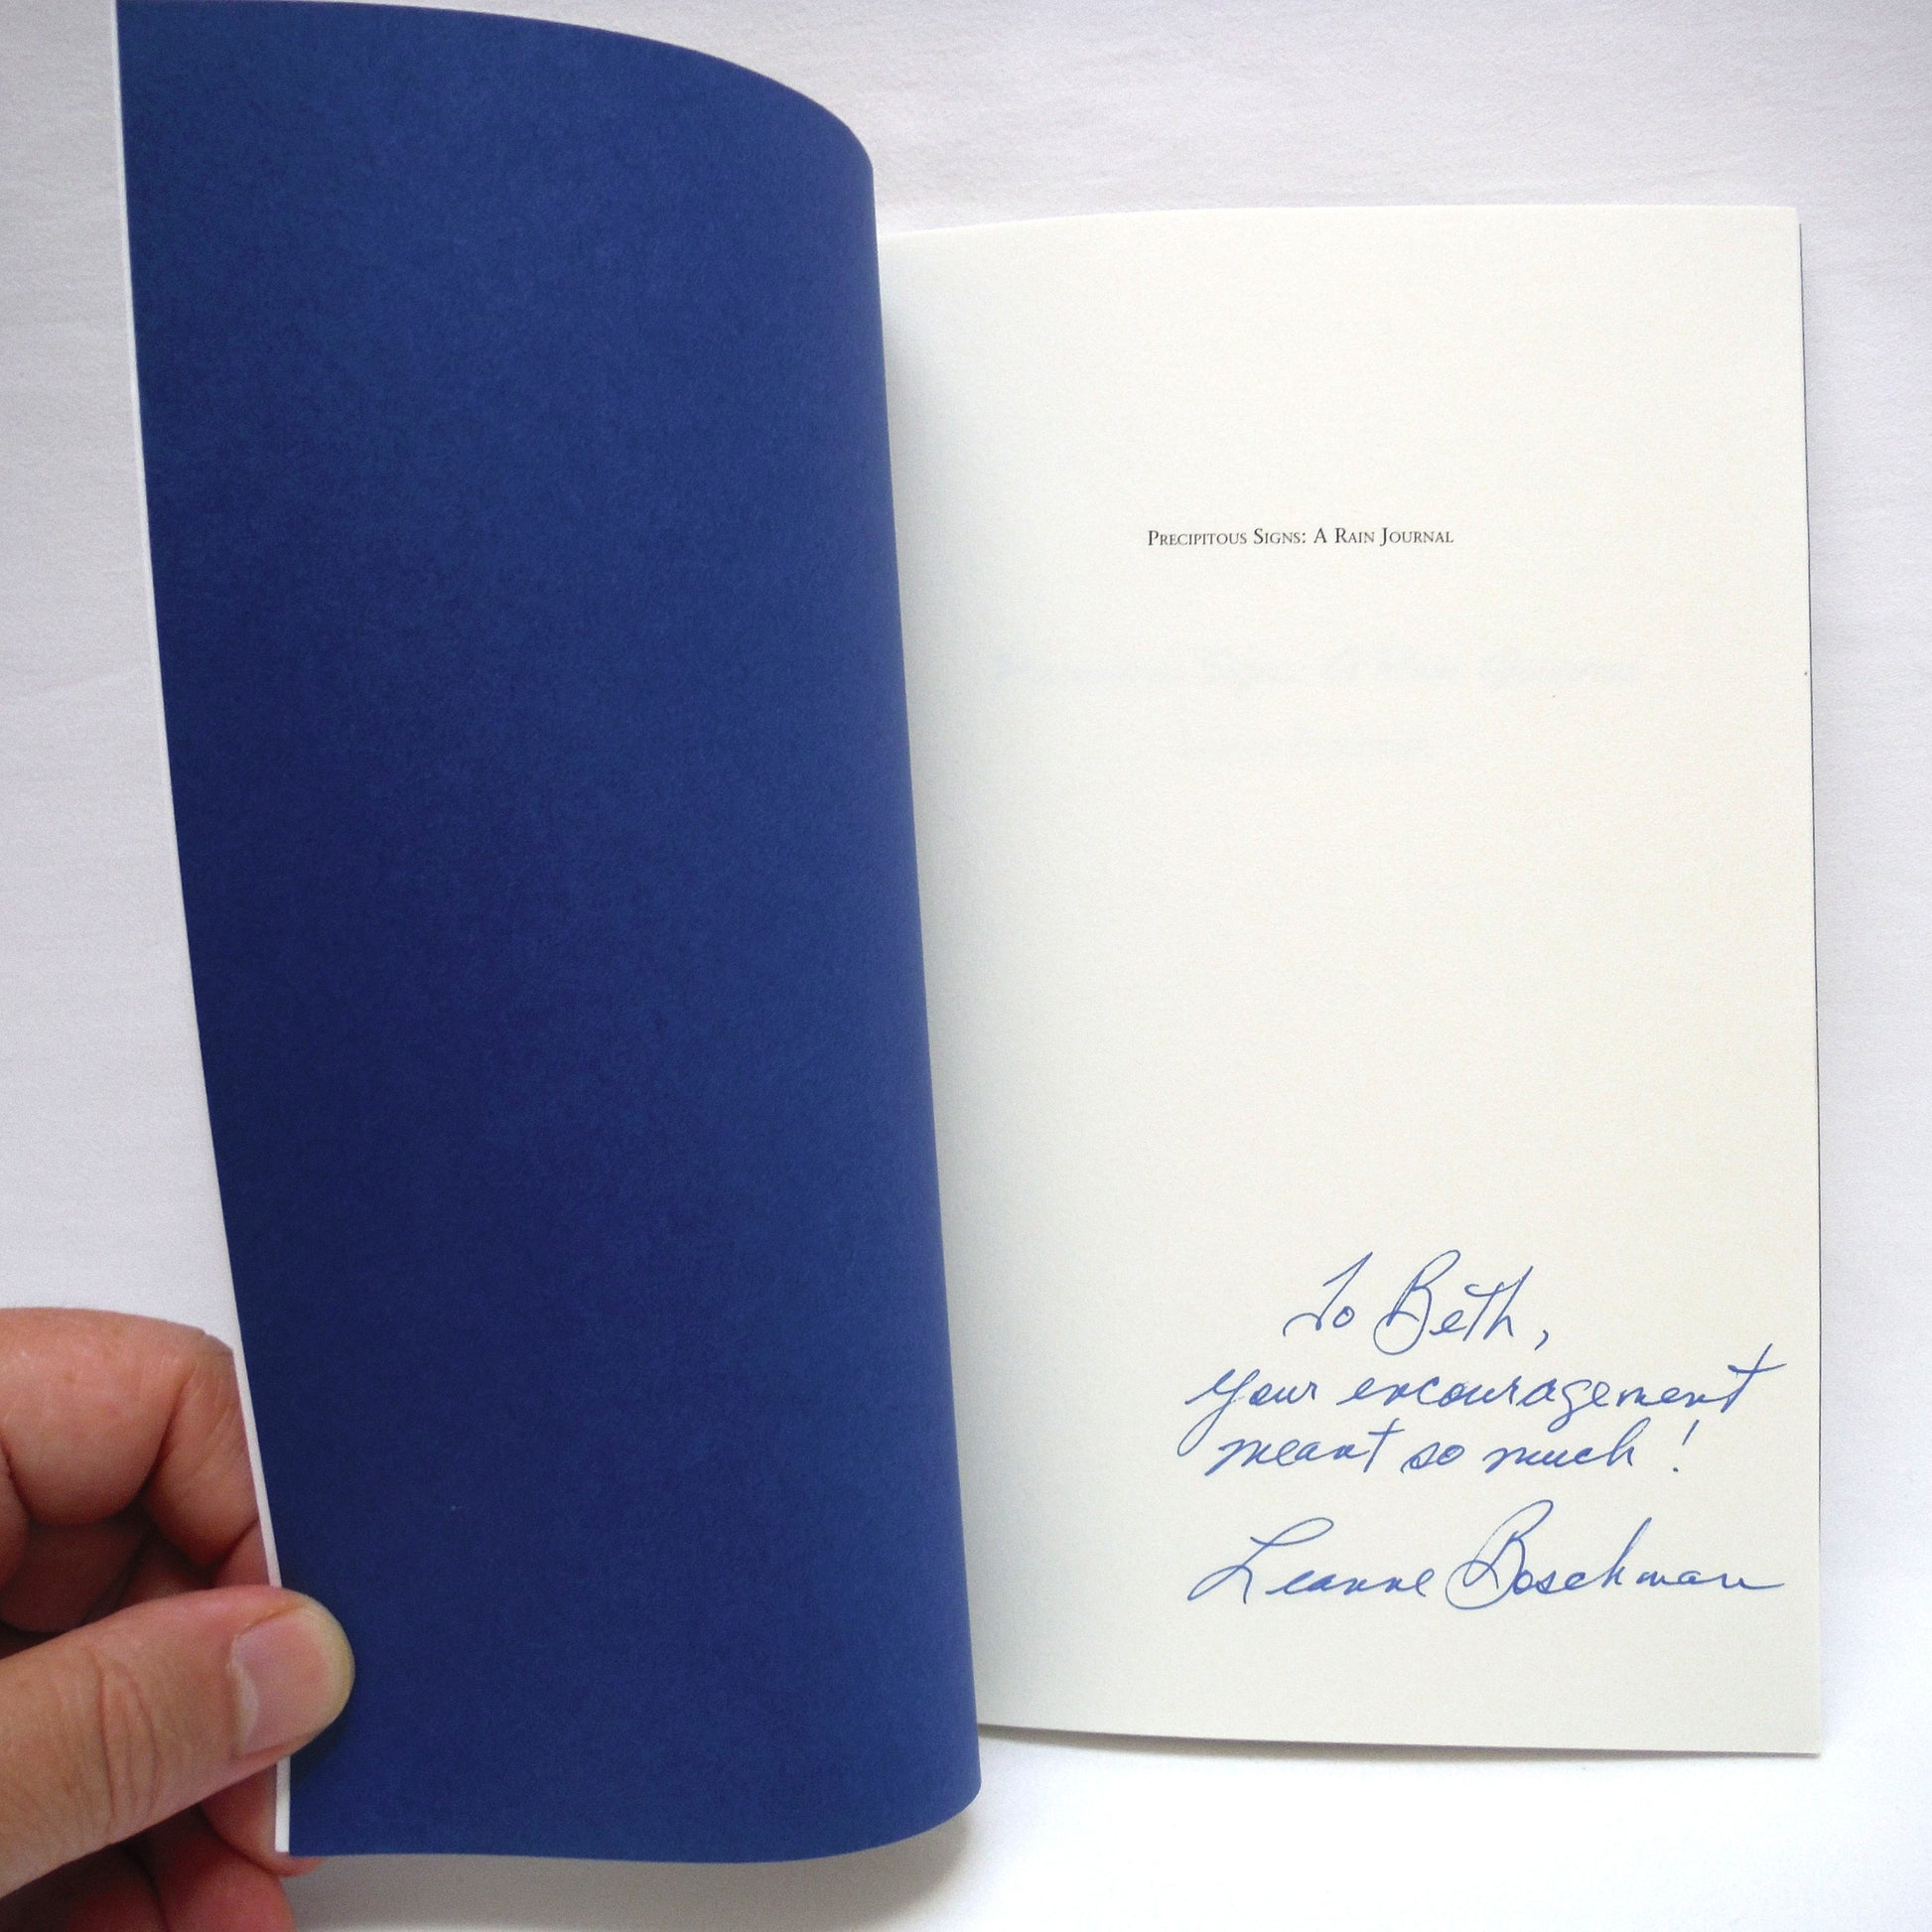 Precipitous Signs: A Rain Journal
To Beth,
your encouragement
meant so much!
Leanne Boschman